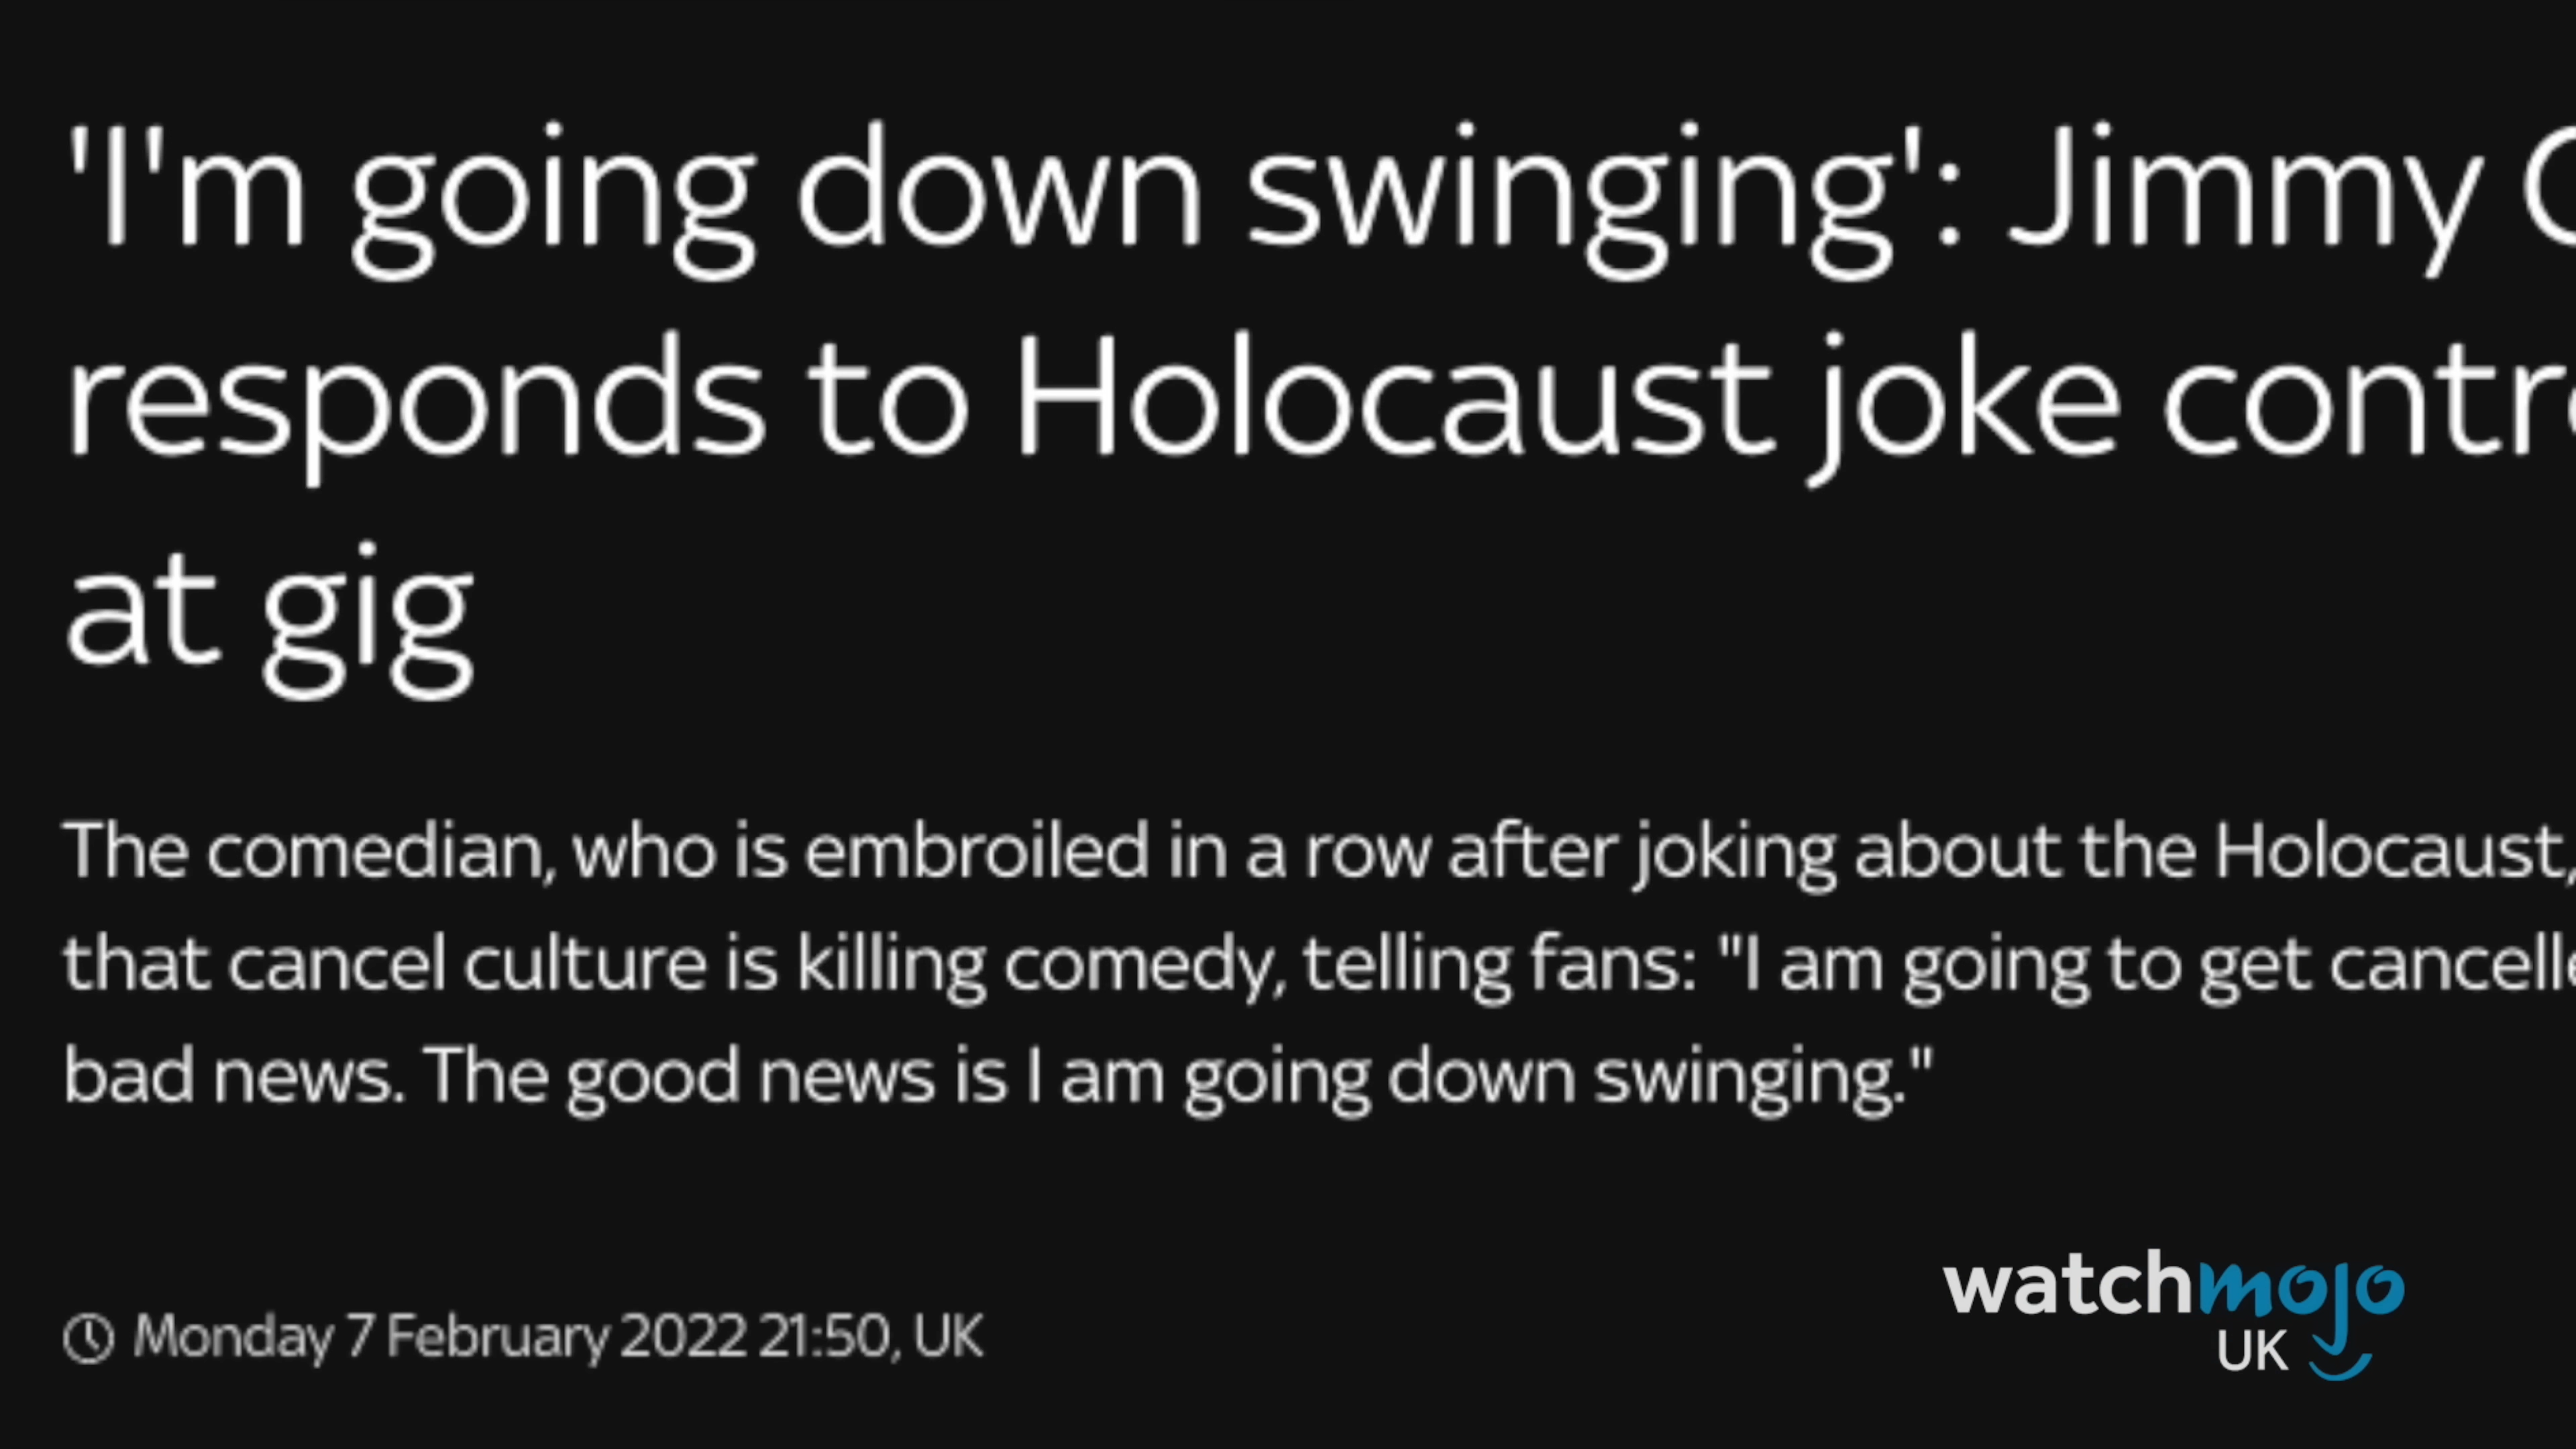 'I'm going down swinging': Jimmy
responds to Holocaust joke
at gig
The comedian, who is embroiled in a row after joking about the Holocaust,
that cancel culture is killing comedy, telling fans: "I am going to get
bad news. The good news is I am going down swinging."
Monday 7 February 2022 21:50, UK
watchmojo
UK